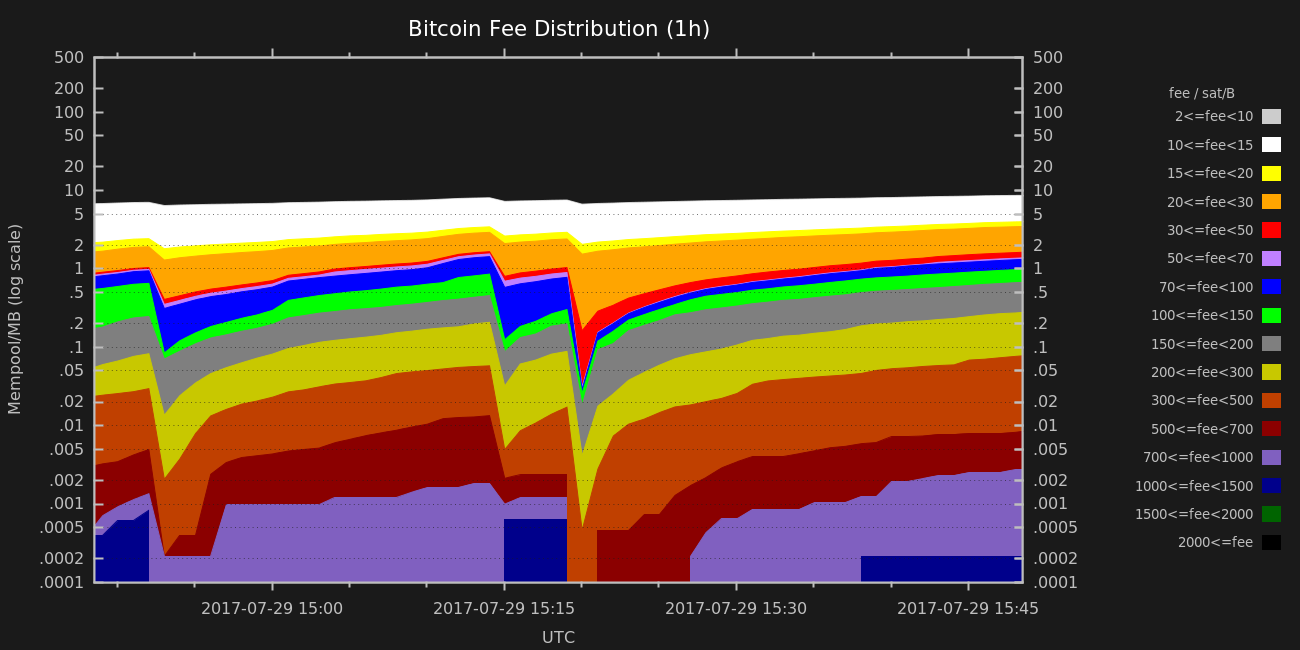 Bitcoin Fee Distribution (1h)
Mempool/MB (log scale)
500
200
100
50
20
10
5
2
1
.5
.2
.1
.05
.02
.01
.005
.002
.001
.0005
.0002
.0001
500
200
100
50
20
10
5
2
1
.5
.2
.1
.05
.02
.01
.005
.002
.001
.0005
.0002
.0001
2017-07-29 15:00
2017-07-29 15:15
2017-07-29 15:30
2017-07-29 15:45
UTC
fee / sat/B
2<=fee<10
10<=fee<15
15<=fee<20
20<=fee<30
30<=fee<50
50<=fee<70
70<=fee<100
100<=fee<150
150<=fee<200
200<=fee<300
300<=fee<500
500<=fee<700
700<=fee<1000
1000<=fee<1500
1500<=fee<2000
2000<=fee